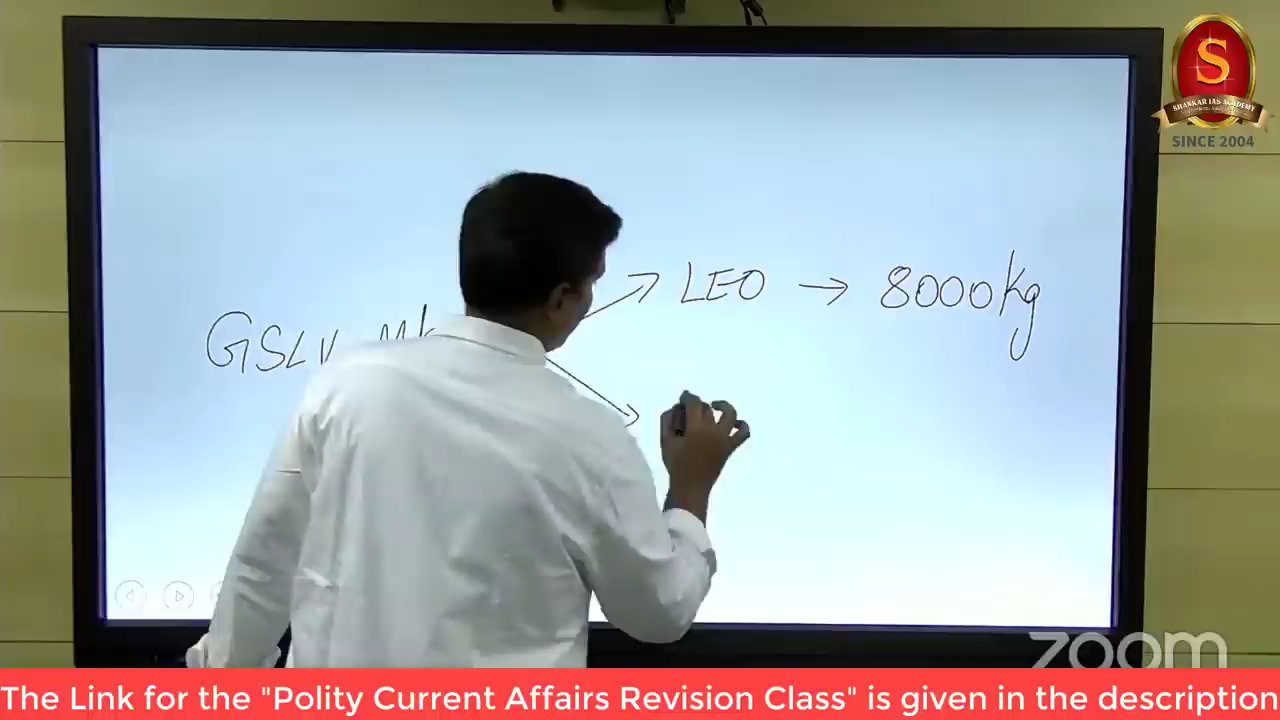 S
SHANKAR IAS ACADEMY
SINCE 2004
LEO → 8000kg
GSLV Mk
zoom
The Link for the "Polity Current Affairs Revision Class" is given in the description